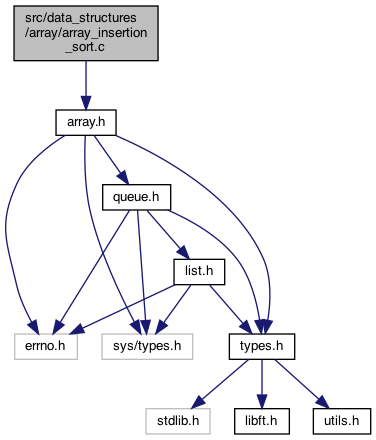 src/data_structures
/array/array_insertion
_sort.c
array.h
queue.h
list.h
errno.h
sys/types.h
types.h
stdlib.h
libft.h
utils.h